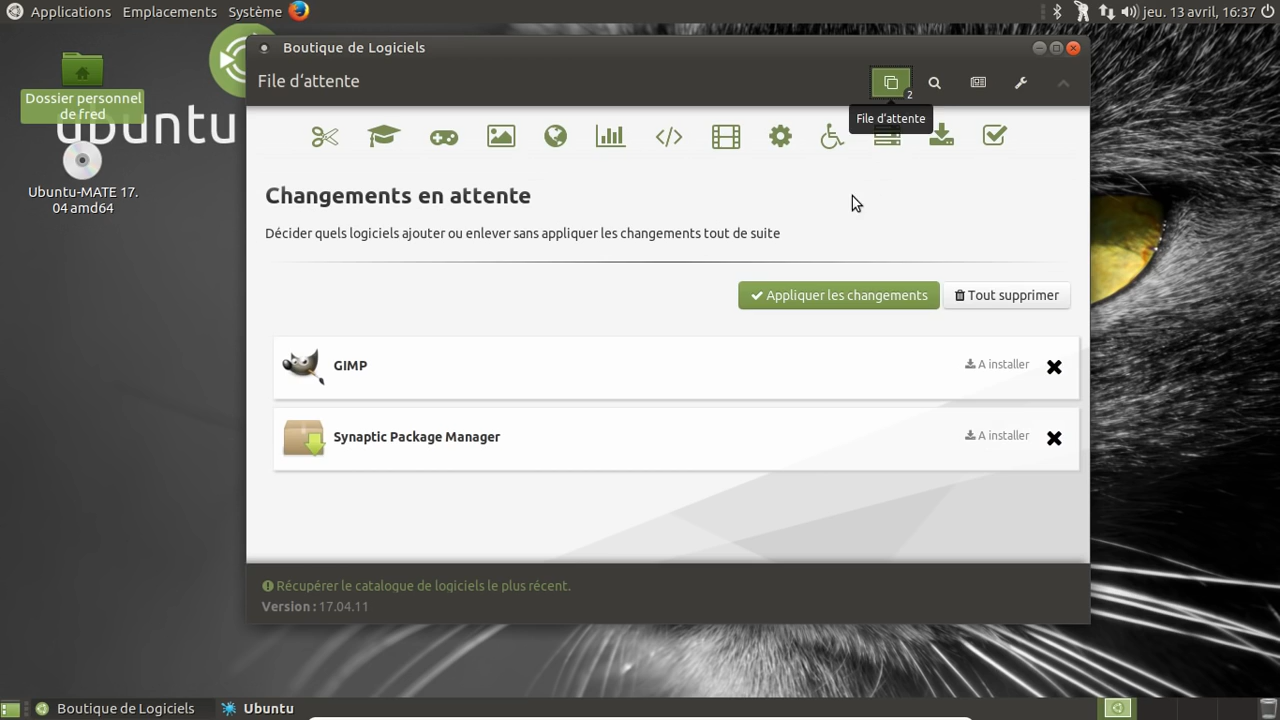 Applications Emplacements Système
jeu. 13 avril, 16:37
Dossier personnel
de fred
ubuntu
Ubuntu-MATE 17.
04 amd64
Boutique de Logiciels
File d'attente
2
File d'attente
Changements en attente
Décider quels logiciels ajouter ou enlever sans appliquer les changements tout de suite
Appliquer les changements
Tout supprimer
GIMP
A installer
Synaptic Package Manager
A installer
Récupérer le catalogue de logiciels le plus récent.
Version : 17.04.11
Boutique de Logiciels
Ubuntu